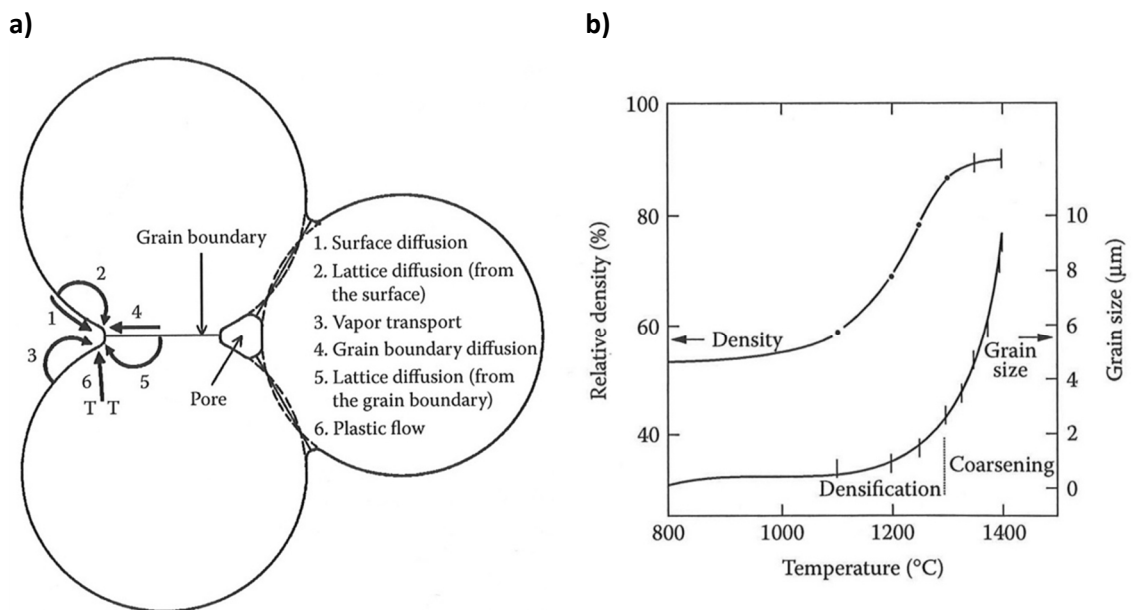 a)
b)
Grain boundary
2
1
4
3
6
5
T T
Pore
1. Surface diffusion
2. Lattice diffusion (from
the surface)
3. Vapor transport
4. Grain boundary diffusion
5. Lattice diffusion (from
the grain boundary)
6. Plastic flow
Relative density (%)
100
80
60
40
Density
Grain
size
Densification
Coarsening
10
8
6
4
2
0
Grain size (μm)
800
1000
1200
1400
Temperature (°C)